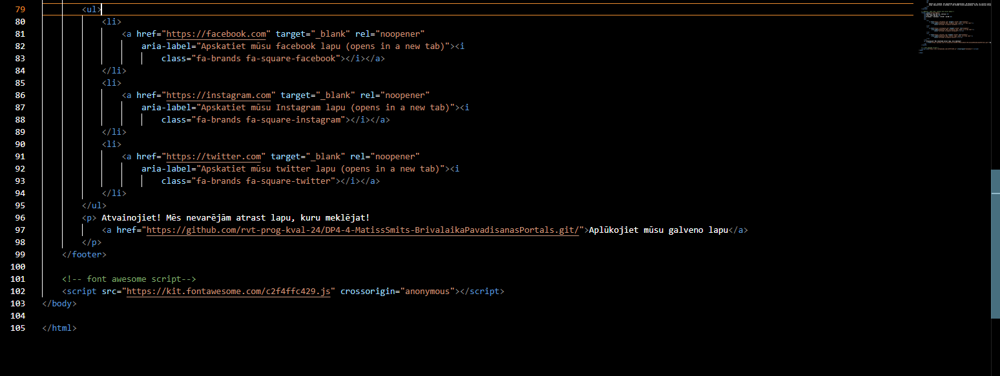 79 <ul>
80 <li>
81 <a href="https://facebook.com" target="_blank" rel="noopener"
82 aria-label="Apskatiet mūsu facebook lapu (opens in a new tab)"><i
83 class="fa-brands fa-square-facebook"></i></a>
84 </li>
85 <li>
86 <a href="https://instagram.com" target="_blank" rel="noopener"
87 aria-label="Apskatiet mūsu Instagram lapu (opens in a new tab)"><i
88 class="fa-brands fa-square-instagram"></i></a>
89 </li>
90 <li>
91 <a href="https://twitter.com" target="_blank" rel="noopener"
92 aria-label="Apskatiet mūsu twitter lapu (opens in a new tab)"><i
93 class="fa-brands fa-square-twitter"></i></a>
94 </li>
95 </ul>
96 <p> Atvainojiet! Mēs nevarējām atrast lapu, kuru meklējat!
97 <a href="https://github.com/rvt-prog-kval-24/DP4-4-MatissSmits-BrivalaikaPavadisanasPortals.git/">Aplūkojiet mūsu galveno lapu</a>
98 </p>
99 </footer>
100
101 <!-- font awesome script-->
102 <script src="https://kit.fontawesome.com/c2f4ffc429.js" crossorigin="anonymous"></script>
103 </body>
104
105 </html>